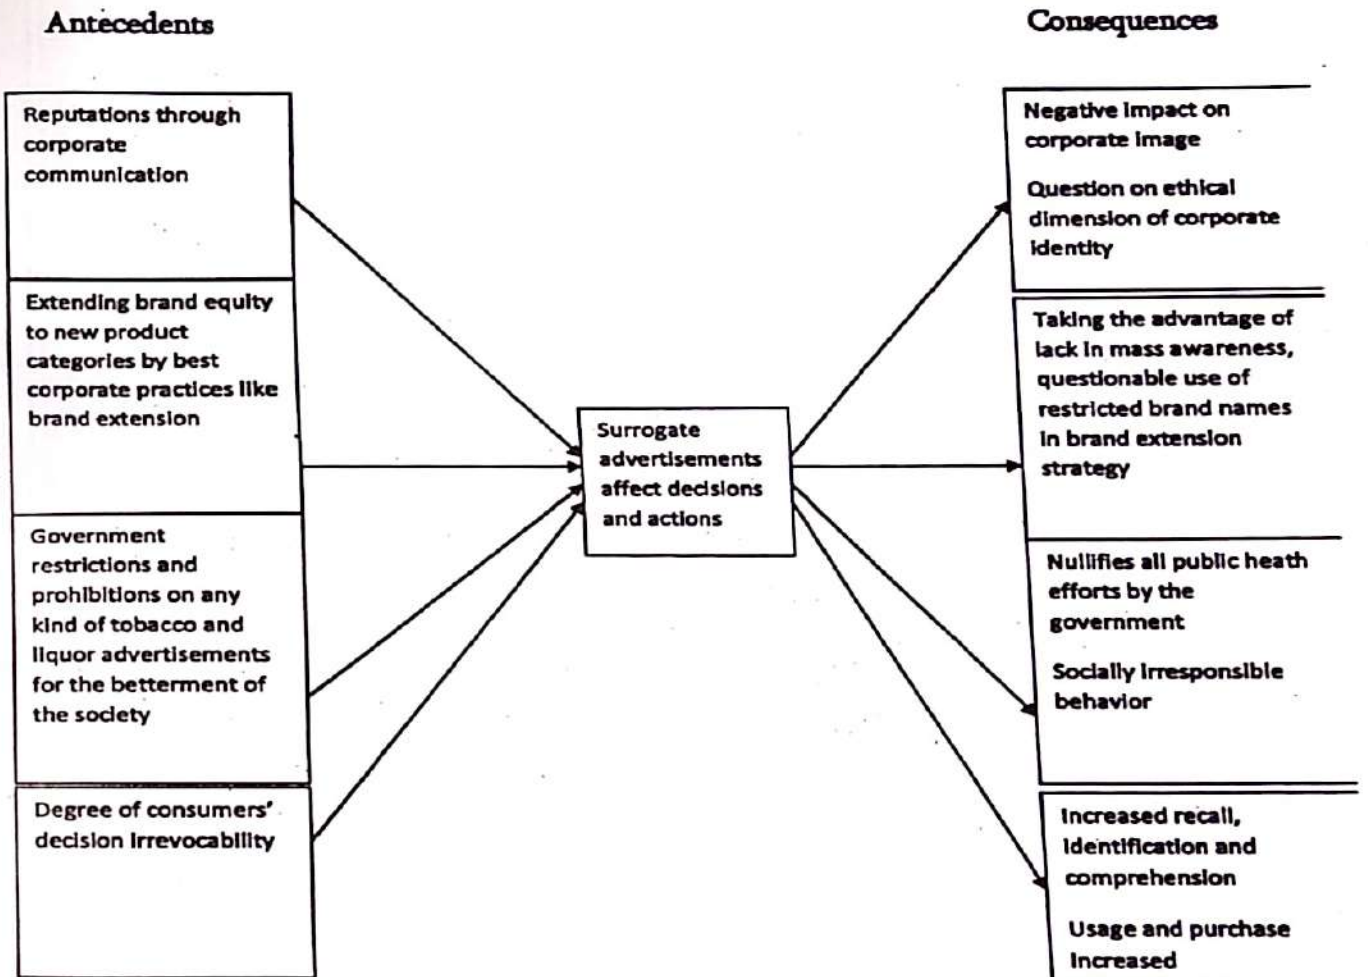 Antecedents
Consequences
Reputations through
corporate
communication
Extending brand equity
to new product
categories by best
corporate practices like
brand extension
Government
restrictions and
prohibitions on any
kind of tobacco and
liquor advertisements
for the betterment of
the society
Degree of consumers'
decision irrevocability
Surrogate
advertisements
affect decisions
and actions
Negative impact on
corporate image
Question on ethical
dimension of corporate
identity
Taking the advantage of
lack in mass awareness,
questionable use of
restricted brand names
in brand extension
strategy
Nullifies all public heath
efforts by the
government
Socially irresponsible
behavior
Increased recall,
identification and
comprehension
Usage and purchase
increased